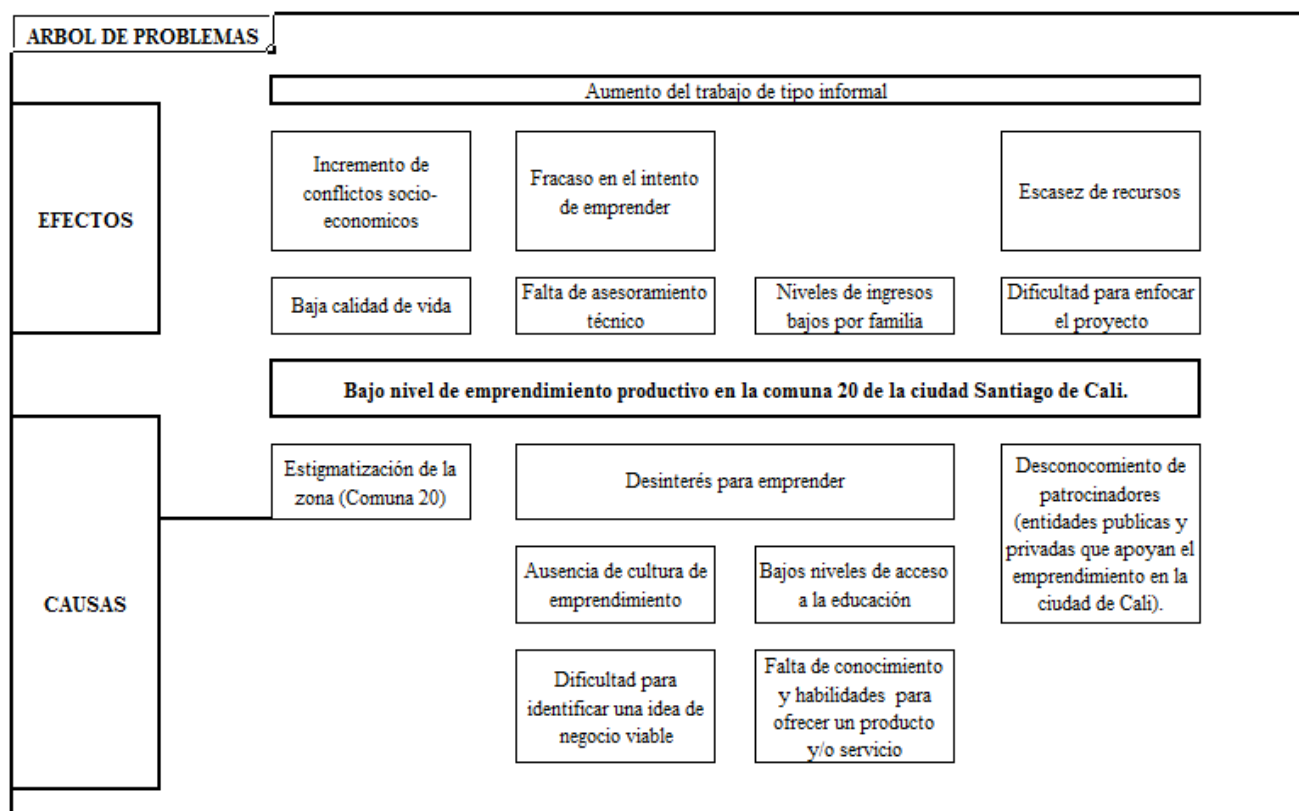 ARBOL DE PROBLEMAS
Aumento del trabajo de tipo informal
EFECTOS
Incremento de
conflictos socio-
economicos
Fracaso en el intento
de emprender
Escasez de recursos
Baja calidad de vida
Falta de asesoramiento
técnico
Niveles de ingresos
bajos por familia
Dificultad para enfocar
el proyecto
Bajo nivel de emprendimiento productivo en la comuna 20 de la ciudad Santiago de Cali.
CAUSAS
Estigmatización de la
zona (Comuna 20)
Desinterés para emprender
Desconocimiento de
patrocinadores
(entidades publicas y
privadas que apoyan el
emprendimiento en la
ciudad de Cali).
Ausencia de cultura de
emprendimiento
Bajos niveles de acceso
a la educación
Dificultad para
identificar una idea de
negocio viable
Falta de conocimiento
y habilidades para
ofrecer un producto
y/o servicio